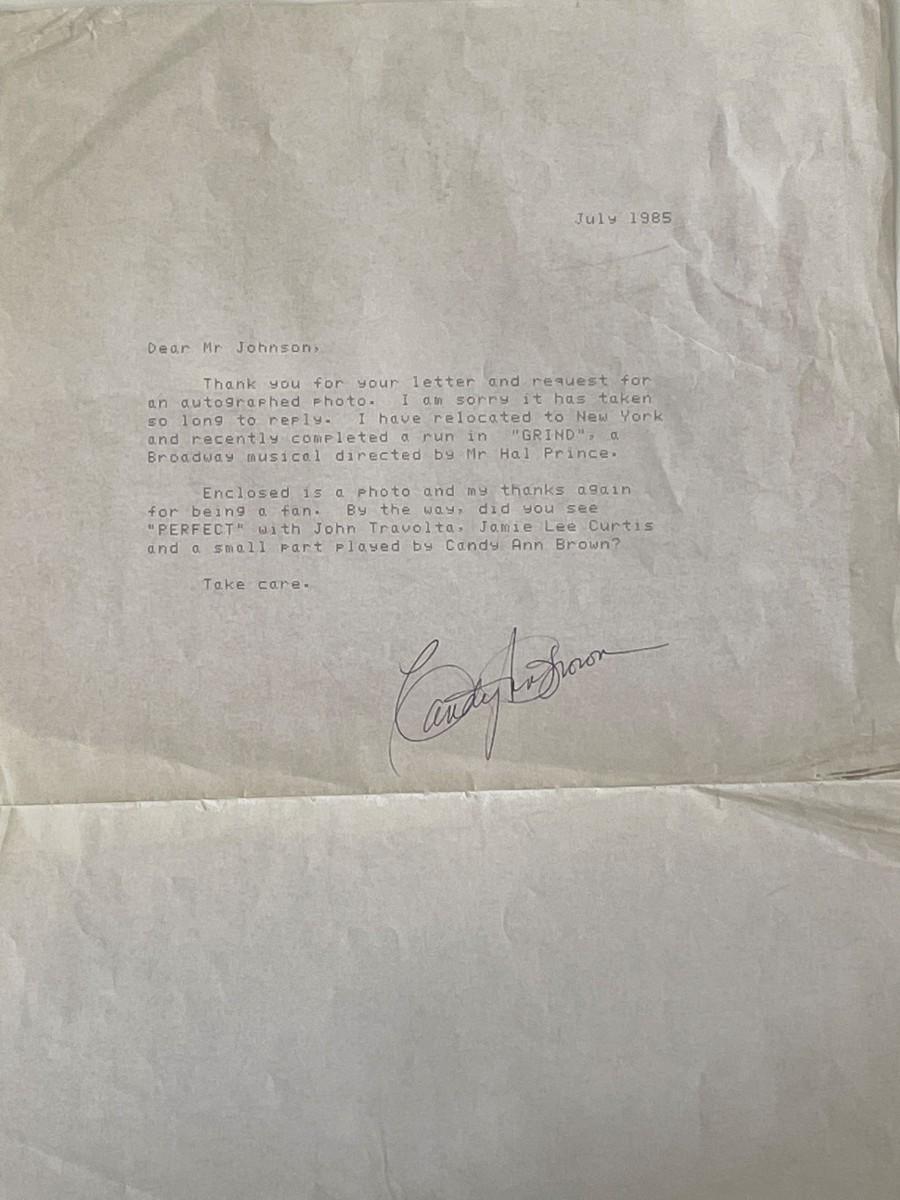 July 1985
Dear Mr Johnson,
Thank you for your letter and request for
an autographed photo. I am sorry it has taken
so long to reply. I have relocated to New York
and recently completed a run in "GRIND", a
Broadway musical directed by Mr Hal Prince.
Enclosed is a photo and my thanks again
for being a fan. By the way, did you see
"PERFECT" with John Travolta, Jamie Lee Curtis
and a small part played by Candy Ann Brown?
Take care.
Candy Ann Brown